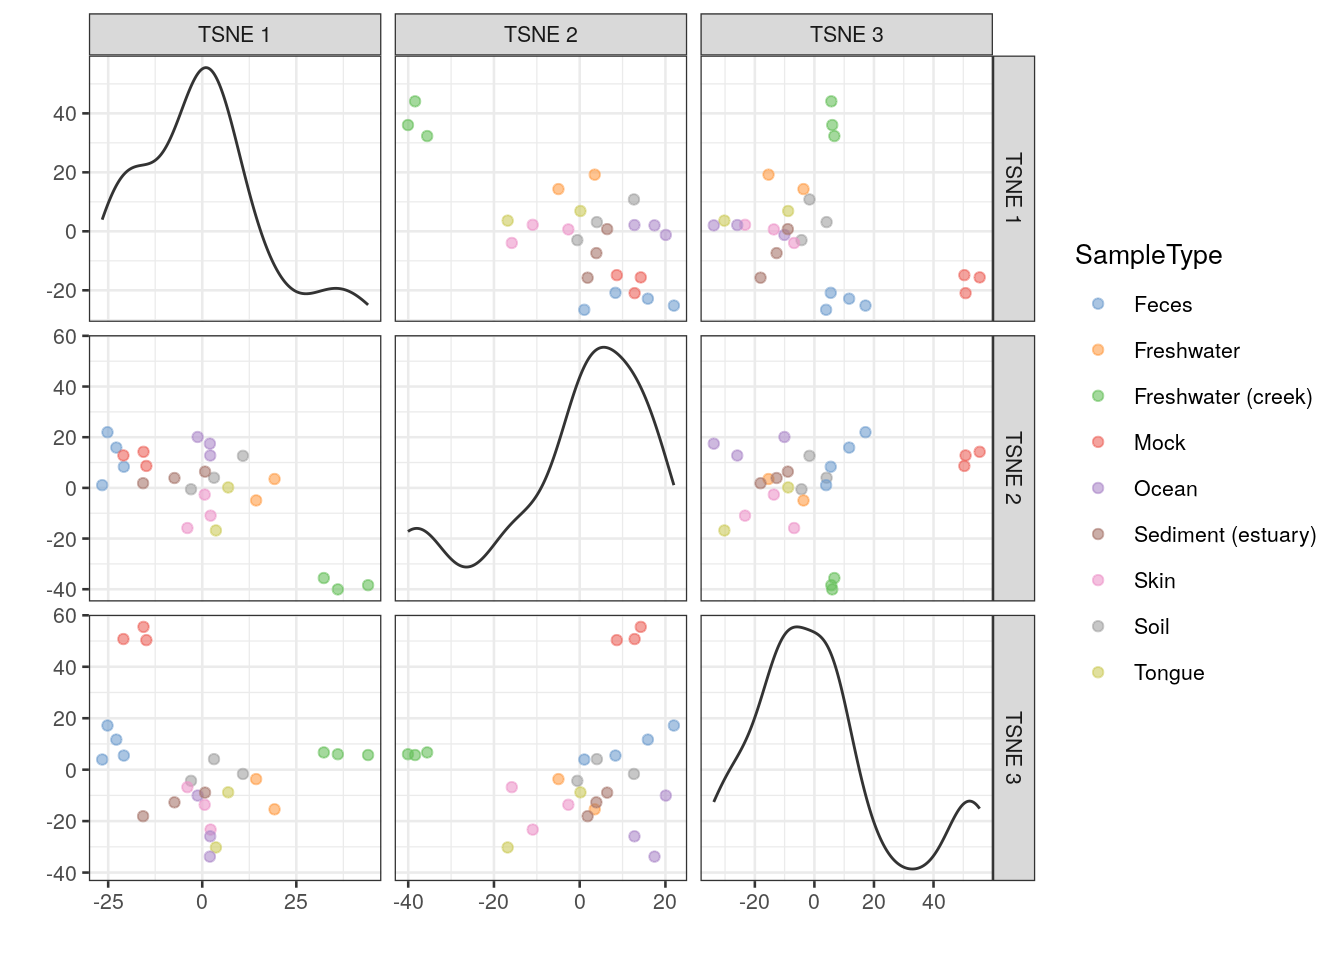 TSNE 1 TSNE 2 TSNE 3
40
20
0
-20
TSNE 1
60
40
20
0
-20
-40
TSNE 2
60
40
20
0
-20
-40
TSNE 3
-25 0 25 -40 -20 0 20 -20 0 20 40
SampleType
Feces
Freshwater
Freshwater (creek)
Mock
Ocean
Sediment (estuary)
Skin
Soil
Tongue